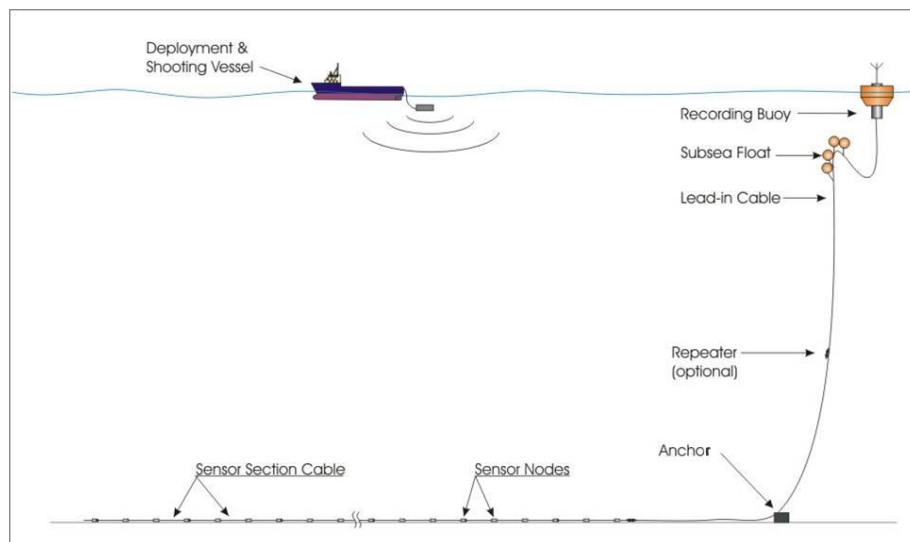 Deployment &
Shooting Vessel
Recording Buoy
Subsea Float
Lead-in Cable
Repeater
(optional)
Anchor
Sensor Section Cable
Sensor Nodes